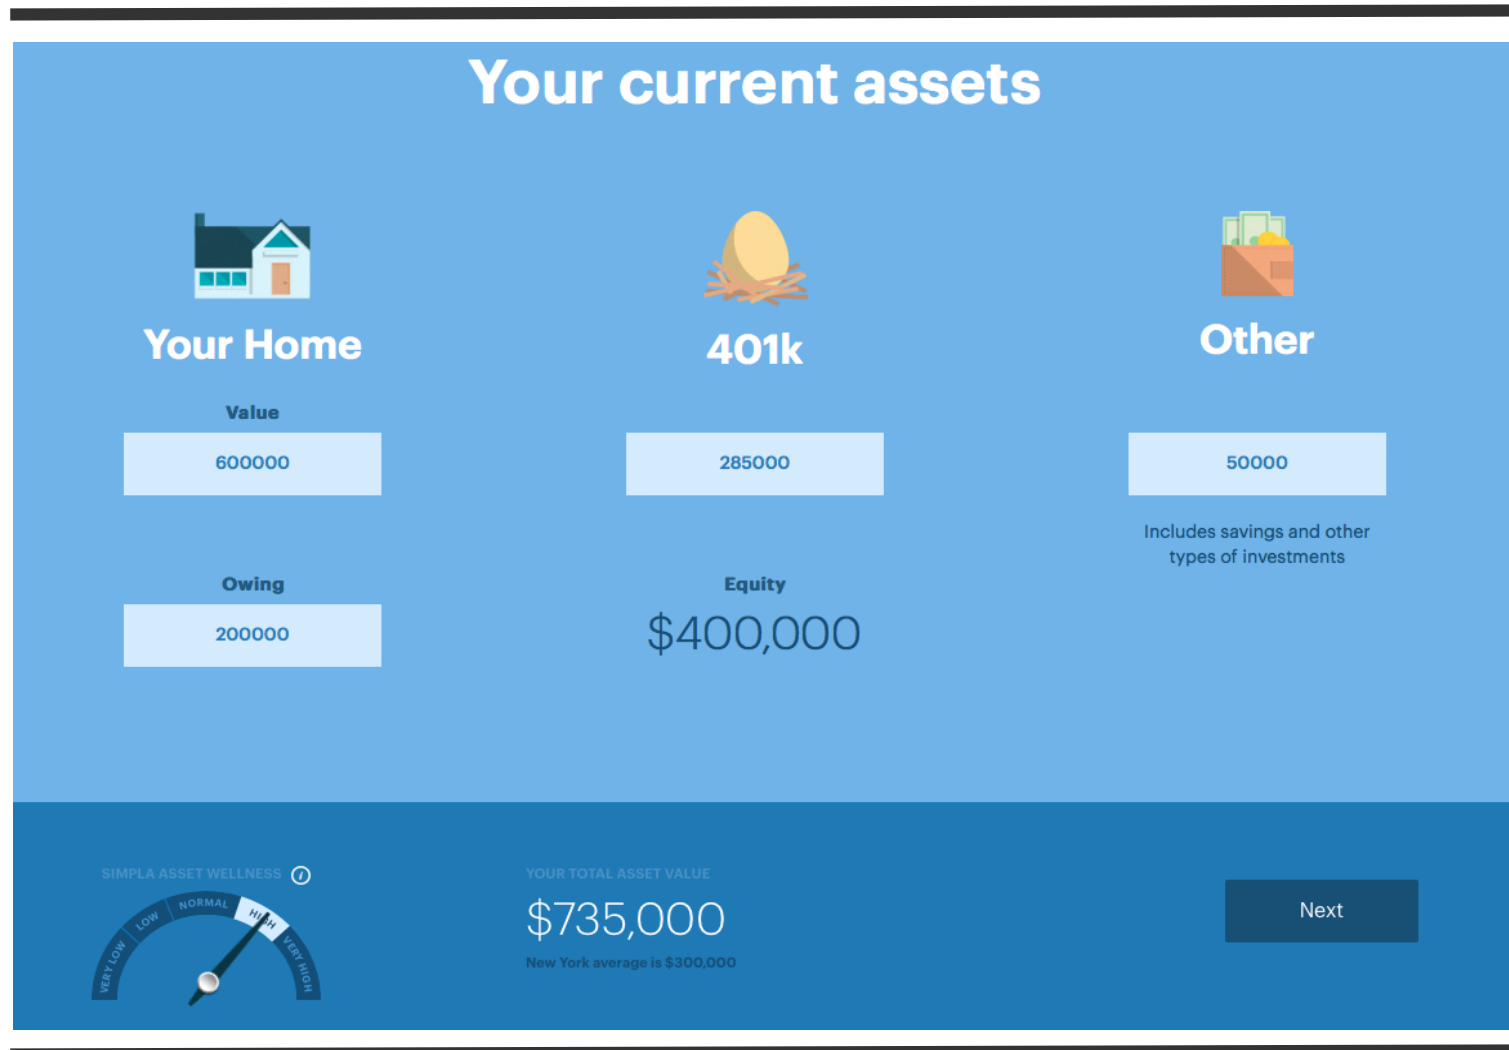 Your current assets
Your Home
401k
Other
Value
600000
285000
50000
Includes savings and other
types of investments
Owing
200000
Equity
$400,000
SIMPLA ASSET WELLNESS i
VERY LOW
LOW
NORMAL
HIGH
VERY HIGH
YOUR TOTAL ASSET VALUE
$735,000
New York average is $300,000
Next